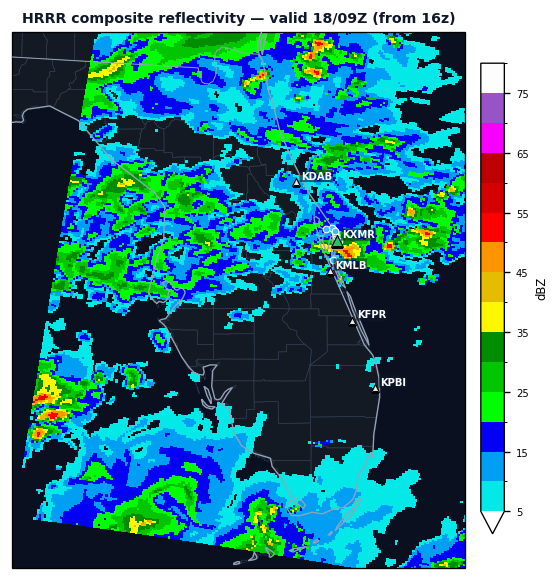 HRRR composite reflectivity — valid 18/09Z (from 16z)
KDAB
KXMR
KMLB
KFPR
KPBI
75
65
55
45
35
25
15
5
dBZ